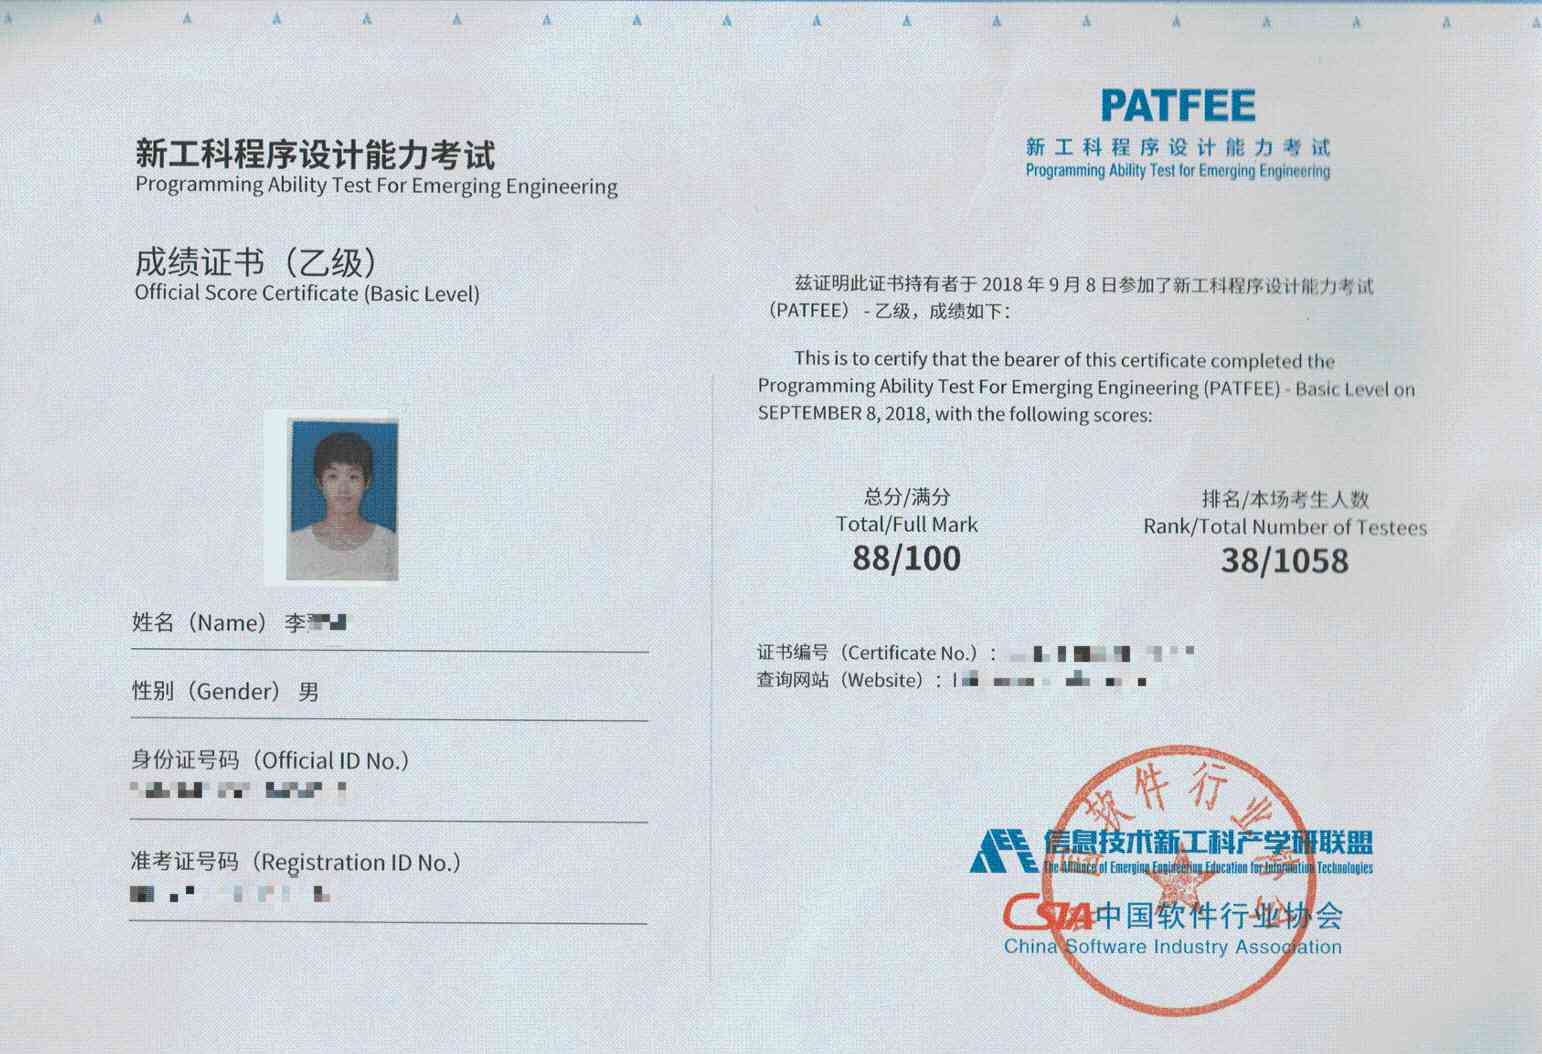 新工科程序设计能力考试
Programming Ability Test For Emerging Engineering
成绩证书（乙级）
Official Score Certificate (Basic Level)
姓名（Name） 李
性别（Gender） 男
身份证号码（Official ID No.）
准考证号码（Registration ID No.）
PATFEE
新工科程序设计能力考试
Programming Ability Test for Emerging Engineering
兹证明此证书持有者于 2018 年 9 月 8 日参加了新工科程序设计能力考试
（PATFEE） - 乙级，成绩如下：
This is to certify that the bearer of this certificate completed the
Programming Ability Test For Emerging Engineering (PATFEE) - Basic Level on
SEPTEMBER 8, 2018, with the following scores:
总分/满分
Total/Full Mark
88/100
排名/本场考生人数
Rank/Total Number of Testees
38/1058
证书编号（Certificate No.）：
查询网站（Website）：
AEEE 信息技术新工科产学研联盟
The Alliance of Emerging Engineering Education for Information Technologies
CSIA中国软件行业协会
China Software Industry Association
软件行业